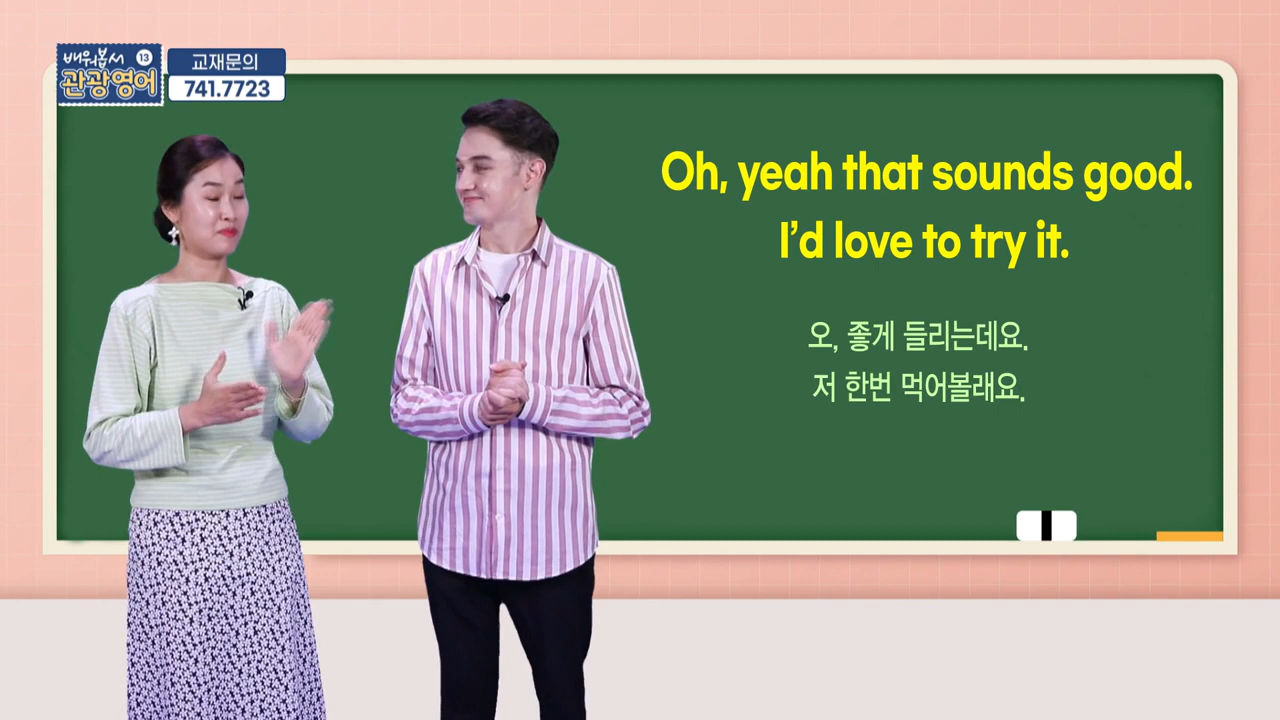 배워봅서 13
관광영어
교재문의
741.7723
Oh, yeah that sounds good.
I'd love to try it.
오, 좋게 들리는데요.
저 한번 먹어볼래요.